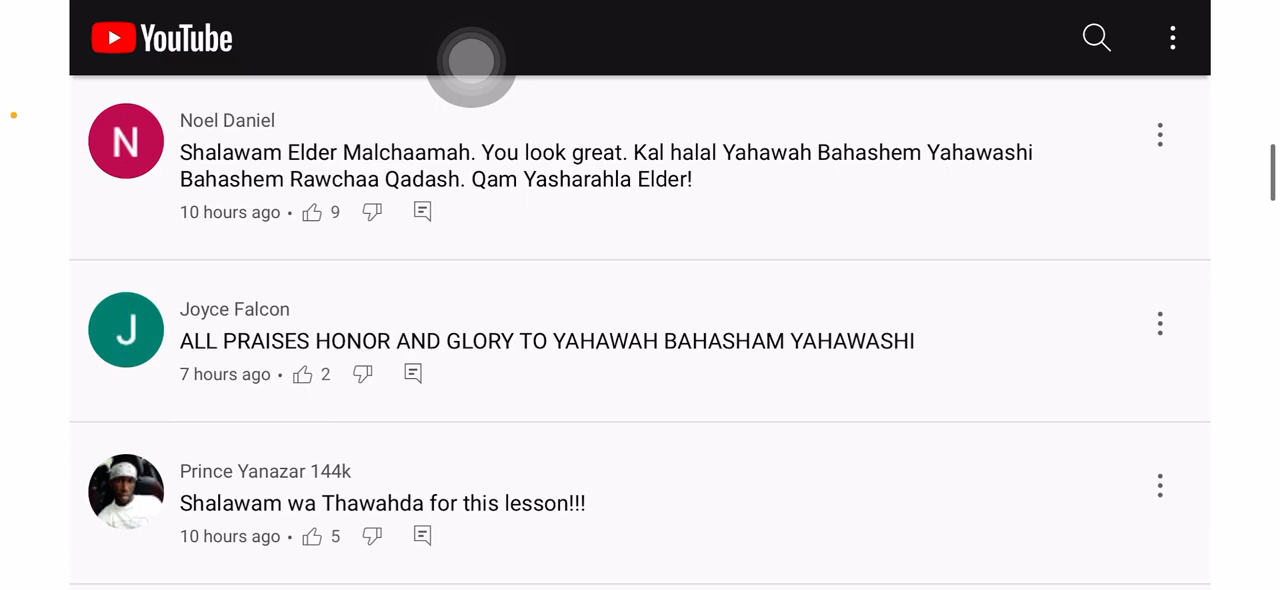 YouTube
N
Noel Daniel
Shalawam Elder Malchaamah. You look great. Kal halal Yahawah Bahashem Yahawashi
Bahashem Rawchaa Qadash. Qam Yasharahla Elder!
10 hours ago • 9
J
Joyce Falcon
ALL PRAISES HONOR AND GLORY TO YAHAWAH BAHASHAM YAHAWASHI
7 hours ago • 2
Prince Yanazar 144k
Shalawam wa Thawahda for this lesson!!!
10 hours ago • 5